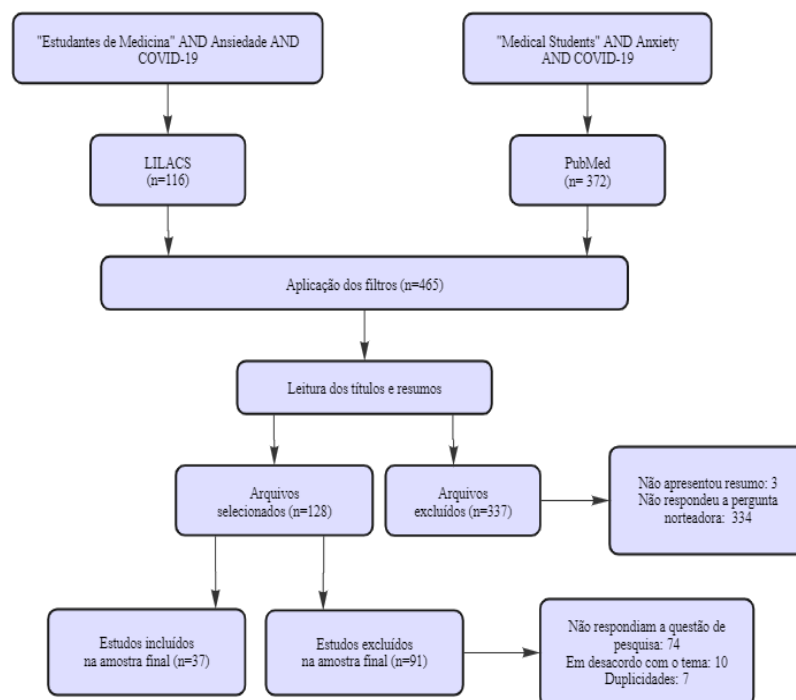 "Estudantes de Medicina" AND Ansiedade AND
COVID-19
"Medical Students" AND Anxiety
AND COVID-19
LILACS
(n=116)
PubMed
(n= 372)
Aplicação dos filtros (n=465)
Leitura dos títulos e resumos
Arquivos
selecionados (n=128)
Arquivos
excluídos (n=337)
Não apresentou resumo: 3
Não respondeu a pergunta
norteadora:  334
Estudos incluídos
na amostra final (n=37)
Estudos excluídos
na amostra final (n=91)
Não respondiam a questão de
pesquisa: 74
Em desacordo com o tema: 10
Duplicidades: 7